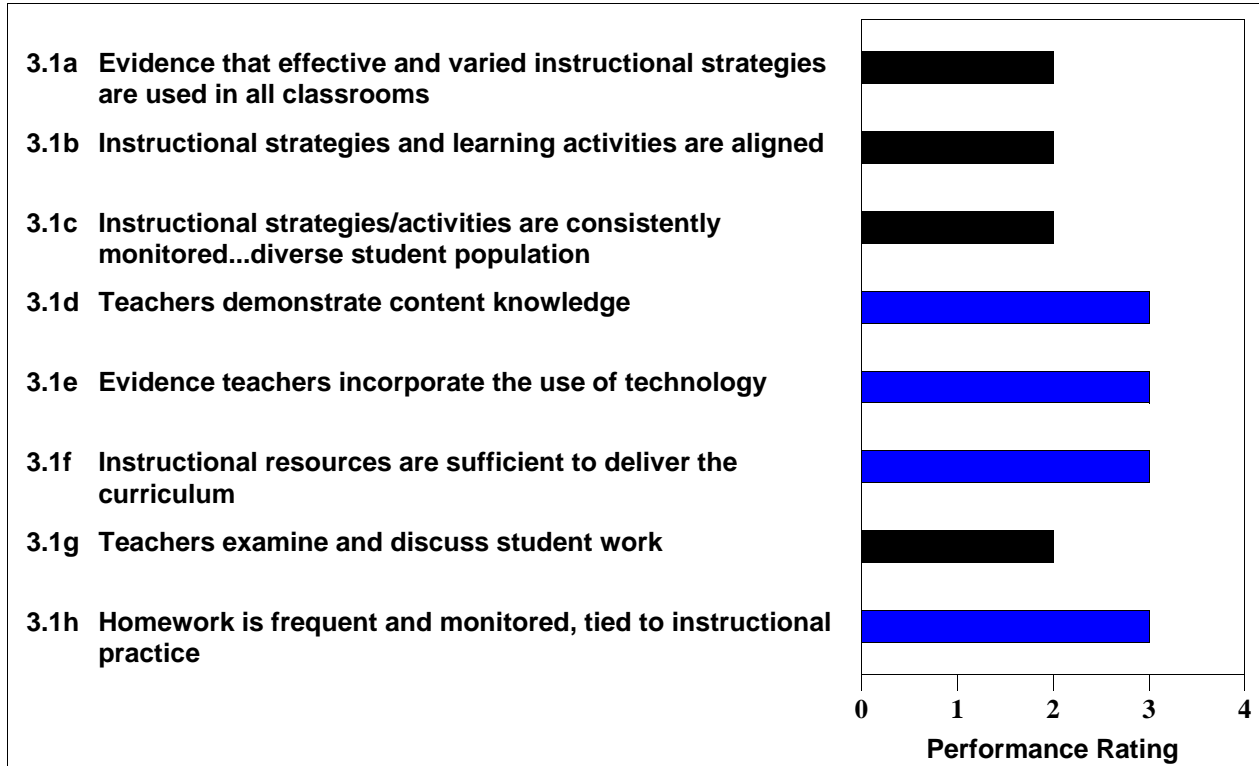 3.1a Evidence that effective and varied instructional strategies
are used in all classrooms
3.1b Instructional strategies and learning activities are aligned
3.1c Instructional strategies/activities are consistently
monitored...diverse student population
3.1d Teachers demonstrate content knowledge
3.1e Evidence teachers incorporate the use of technology
3.1f Instructional resources are sufficient to deliver the
curriculum
3.1g Teachers examine and discuss student work
3.1h Homework is frequent and monitored, tied to instructional
practice
0 1 2 3 4
Performance Rating